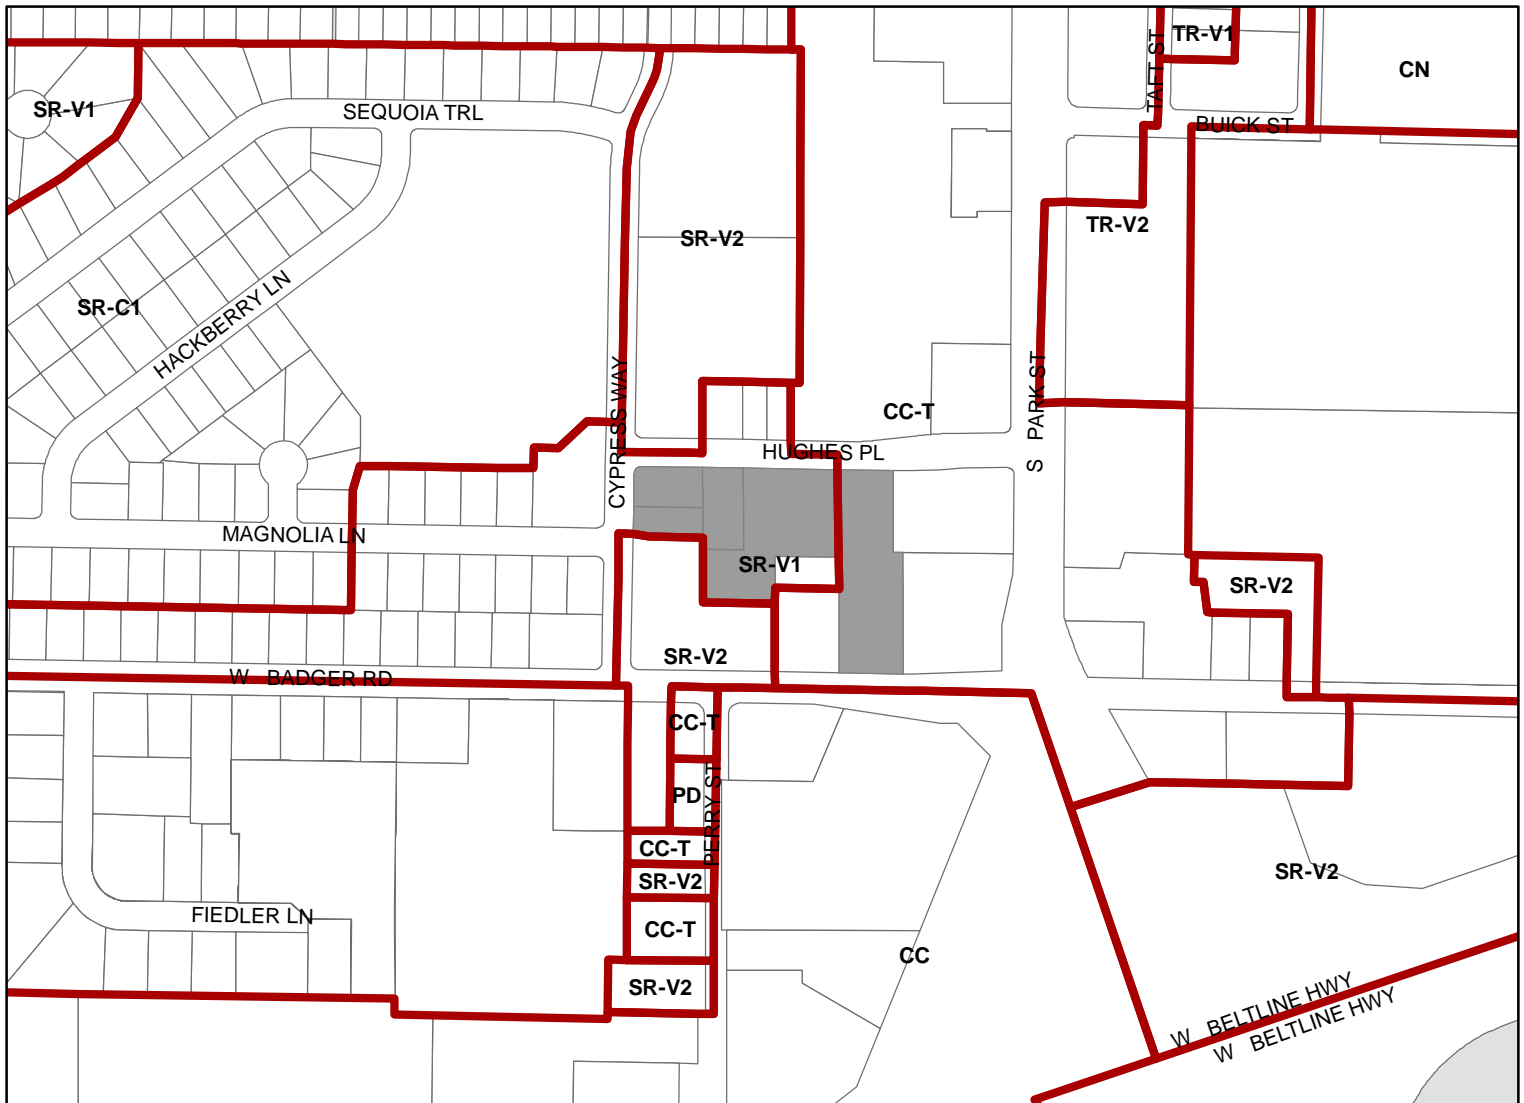 TR-V1
TAFT ST
CN
SR-V1
SEQUOIA TRL
BUICK ST
TR-V2
SR-V2
SR-C1
HACKBERRY LN
CYPRESS WAY
S PARK ST
CC-T
HUGHES PL
MAGNOLIA LN
SR-V1
SR-V2
SR-V2
W BADGER RD
CC-T
PERRY ST
PD
CC-T
SR-V2
SR-V2
FIEDLER LN
CC-T
CC
SR-V2
W BELTLINE HWY
W BELTLINE HWY